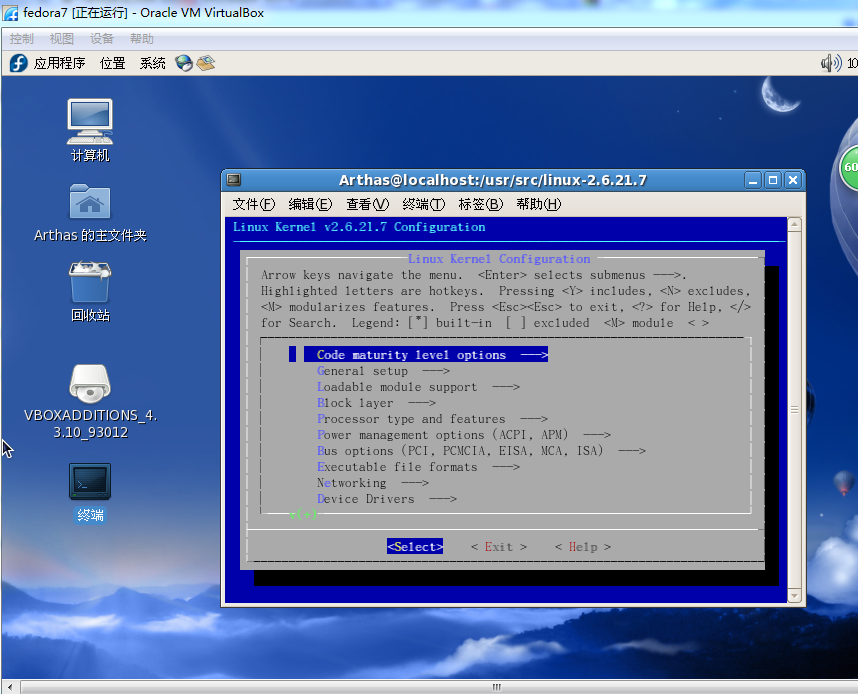 fedora7 [正在运行] - Oracle VM VirtualBox
控制 视图 设备 帮助
应用程序 位置 系统
计算机
Arthas 的主文件夹
回收站
VBOXADDITIONS_4.
3.10_93012
终端
60
Arthas@localhost:/usr/src/linux-2.6.21.7
文件(F) 编辑(E) 查看(V) 终端(T) 标签(B) 帮助(H)
Linux Kernel v2.6.21.7 Configuration
Linux Kernel Configuration
Arrow keys navigate the menu. <Enter> selects submenus --->.
Highlighted letters are hotkeys. Pressing <Y> includes, <N> excludes,
<M> modularizes features. Press <Esc><Esc> to exit, <?> for Help, </>
for Search. Legend: [*] built-in [ ] excluded <M> module < >
Code maturity level options --->
General setup --->
Loadable module support --->
Block layer --->
Processor type and features --->
Power management options (ACPI, APM) --->
Bus options (PCI, PCMCIA, EISA, MCA, ISA) --->
Executable file formats --->
Networking --->
Device Drivers --->
<Select> < Exit > < Help >